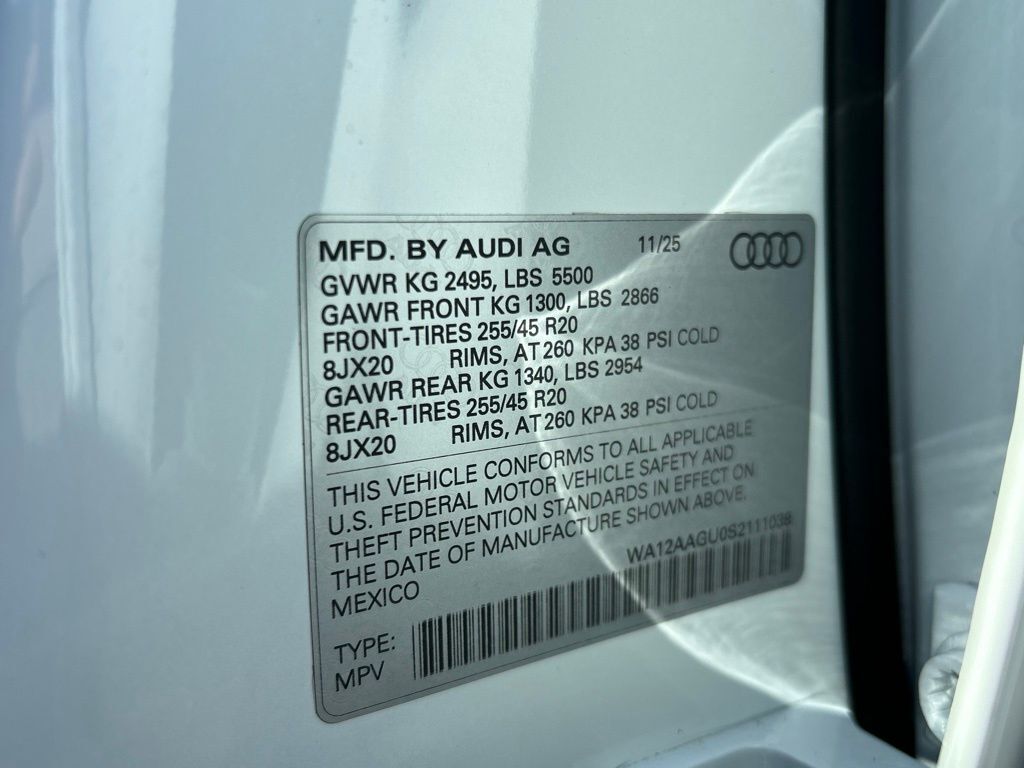 MFD. BY AUDI AG 11/25
GVWR KG 2495, LBS 5500
GAWR FRONT KG 1300, LBS 2866
FRONT-TIRES 255/45 R20
8JX20 RIMS, AT 260 KPA 38 PSI COLD
GAWR REAR KG 1340, LBS 2954
REAR-TIRES 255/45 R20
8JX20 RIMS, AT 260 KPA 38 PSI COLD
THIS VEHICLE CONFORMS TO ALL APPLICABLE
U.S. FEDERAL MOTOR VEHICLE SAFETY AND
THEFT PREVENTION STANDARDS IN EFFECT ON
THE DATE OF MANUFACTURE SHOWN ABOVE.
MEXICO WA12AAGU0S2111038
TYPE:
MPV